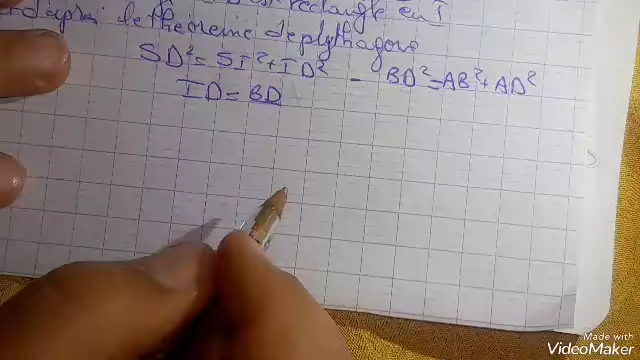 rectangle en I
d'après le théorème de pythagore
SD²= SI²+ID² - BD²=AB²+AD²
ID= BD
Made with
VideoMaker